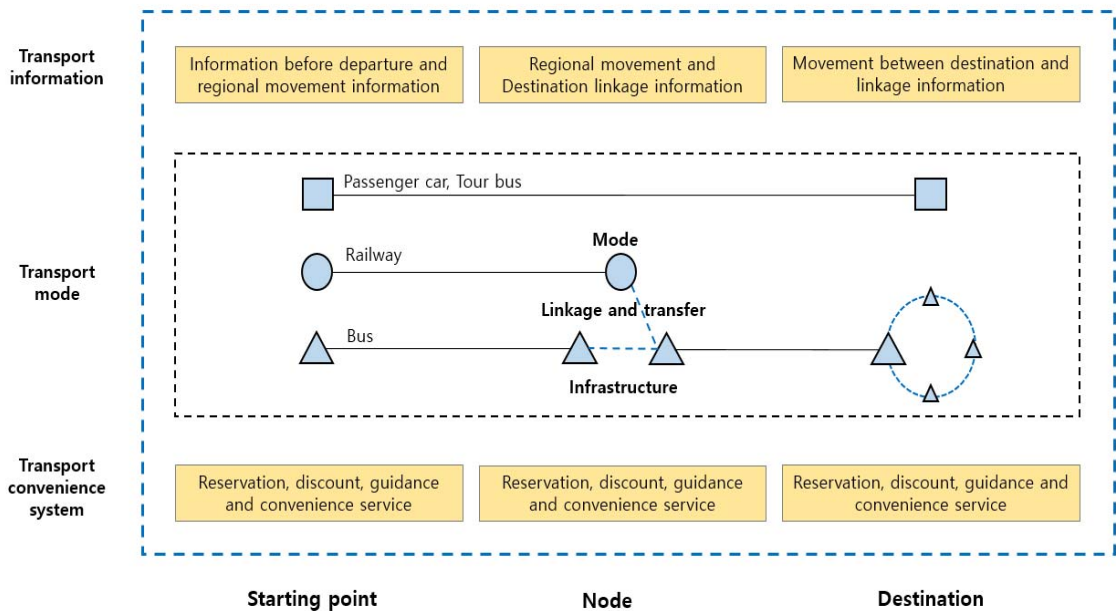 Transport
information
Information before departure and
regional movement information
Regional movement and
Destination linkage information
Movement between destination and
linkage information
Passenger car, Tour bus
Mode
Railway
Transport
mode
Linkage and transfer
Bus
Infrastructure
Transport
convenience
system
Reservation, discount, guidance
and convenience service
Reservation, discount, guidance
and convenience service
Reservation, discount, guidance and
convenience service
Starting point
Node
Destination